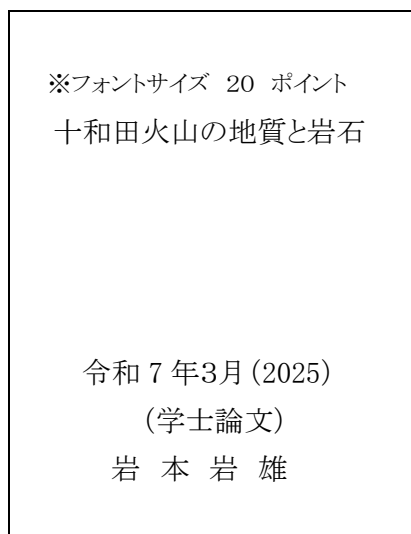 ※フォントサイズ 20 ポイント
十和田火山の地質と岩石
令和 7 年３月(2025)
(学士論文)
岩 本 岩 雄